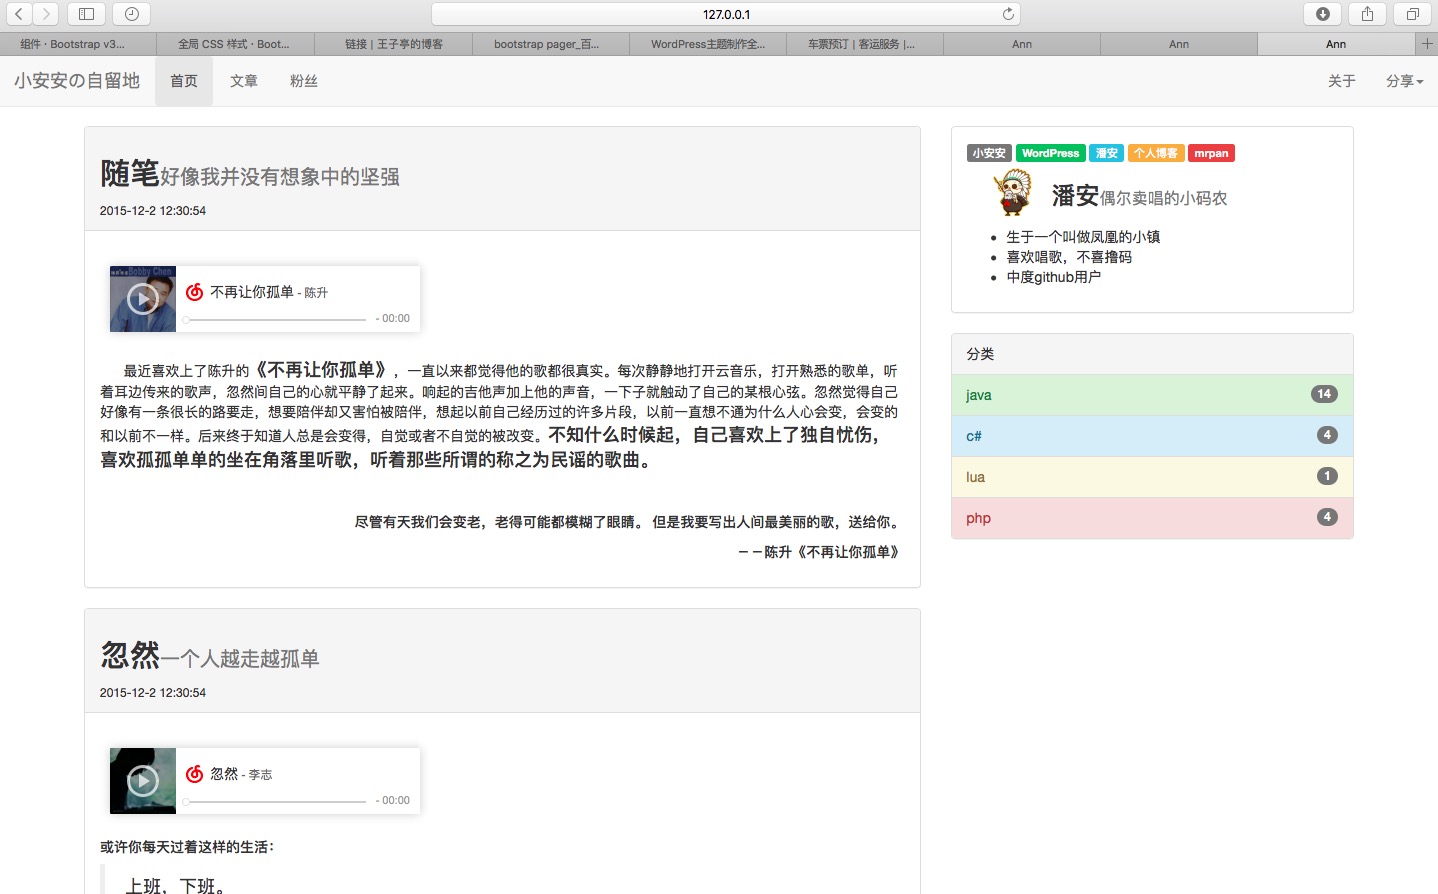 127.0.0.1
组件 · Bootstrap v3...
全局 CSS 样式 · Boot...
链接 | 王子亭的博客
bootstrap pager_百...
WordPress主题制作全...
车票预订 | 客运服务 |...
Ann
Ann
Ann
小安安の自留地
首页
文章
粉丝
关于
分享
随笔好像我并没有想象中的坚强
2015-12-2 12:30:54
不再让你孤单 - 陈升
- 00:00
最近喜欢上了陈升的《不再让你孤单》，一直以来都觉得他的歌都很真实。每次静静地打开云音乐，打开熟悉的歌单，听
着耳边传来的歌声，忽然间自己的心就平静了起来。响起的吉他声加上他的声音，一下子就触动了自己的某根心弦。忽然觉得自己
好像有一条很长的路要走，想要陪伴却又害怕被陪伴，想起以前自己经历过的许多片段，以前一直想不通为什么人心会变，会变的
和以前不一样。后来终于知道人总是会变得，自觉或者不自觉的被改变。不知什么时候起，自己喜欢上了独自忧伤，
喜欢孤孤单单的坐在角落里听歌，听着那些所谓的称之为民谣的歌曲。
尽管有天我们会变老，老得可能都模糊了眼睛。 但是我要写出人间最美丽的歌，送给你。
－－陈升《不再让你孤单》
忽然一个人越走越孤单
2015-12-2 12:30:54
忽然 - 李志
- 00:00
或许你每天过着这样的生活：
上班，下班。
小安安 WordPress 潘安 个人博客 mrpan
潘安偶尔卖唱的小码农
生于一个叫做凤凰的小镇
喜欢唱歌，不喜撸码
中度github用户
分类
java 14
c# 4
lua 1
php 4